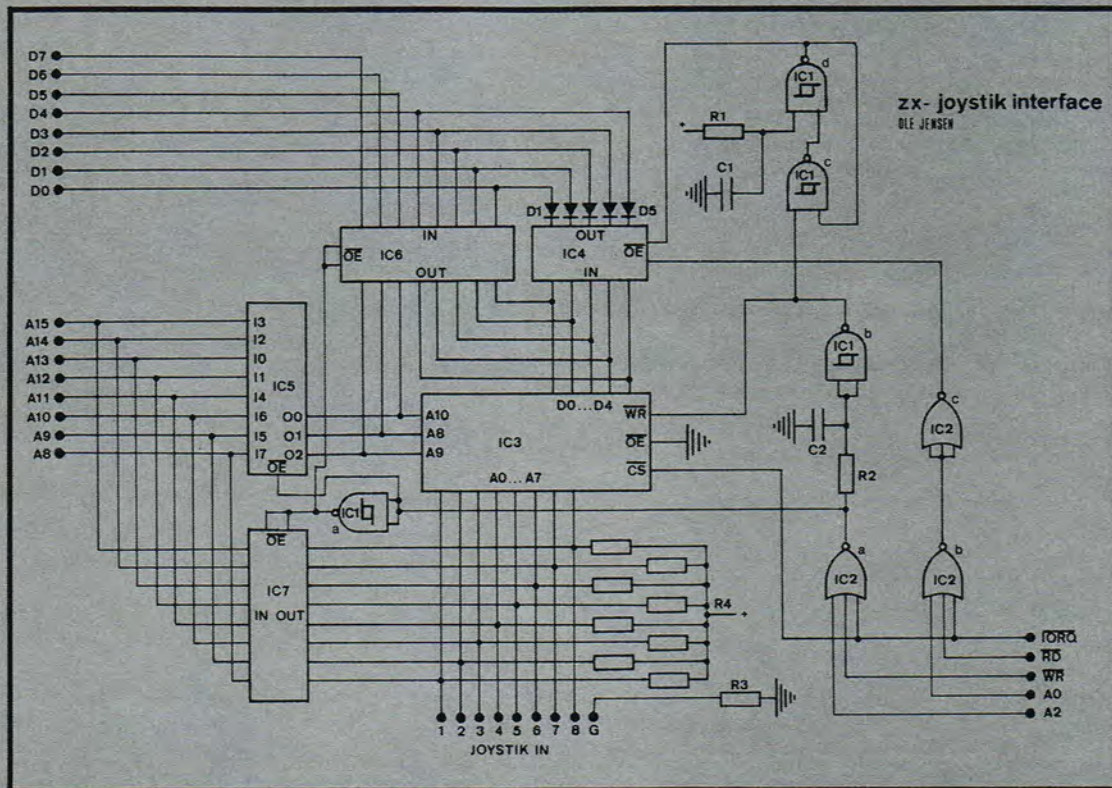 zx- joystik interface
OLE JENSEN
D7
D6
D5
D4
D3
D2
D1
D0
R1
C1
IC1
d
IC1
c
D1
D5
IN
OE
IC6
OUT
OUT
IC4
OE
IN
A15
A14
A13
A12
A11
A10
A9
A8
I3
I2
I0
I1
I4
I6
I5
I7
IC5
O0
O1
O2
OE
A10
A8
A9
D0...D4
IC3
A0...A7
WR
OE
CS
IC1
b
C2
R2
IC2
c
IC1
a
OE
IC7
IN OUT
R4
+
+
IC2
a
IC2
b
IORQ
RD
WR
A0
A2
R3
1 2 3 4 5 6 7 8 G
JOYSTIK IN